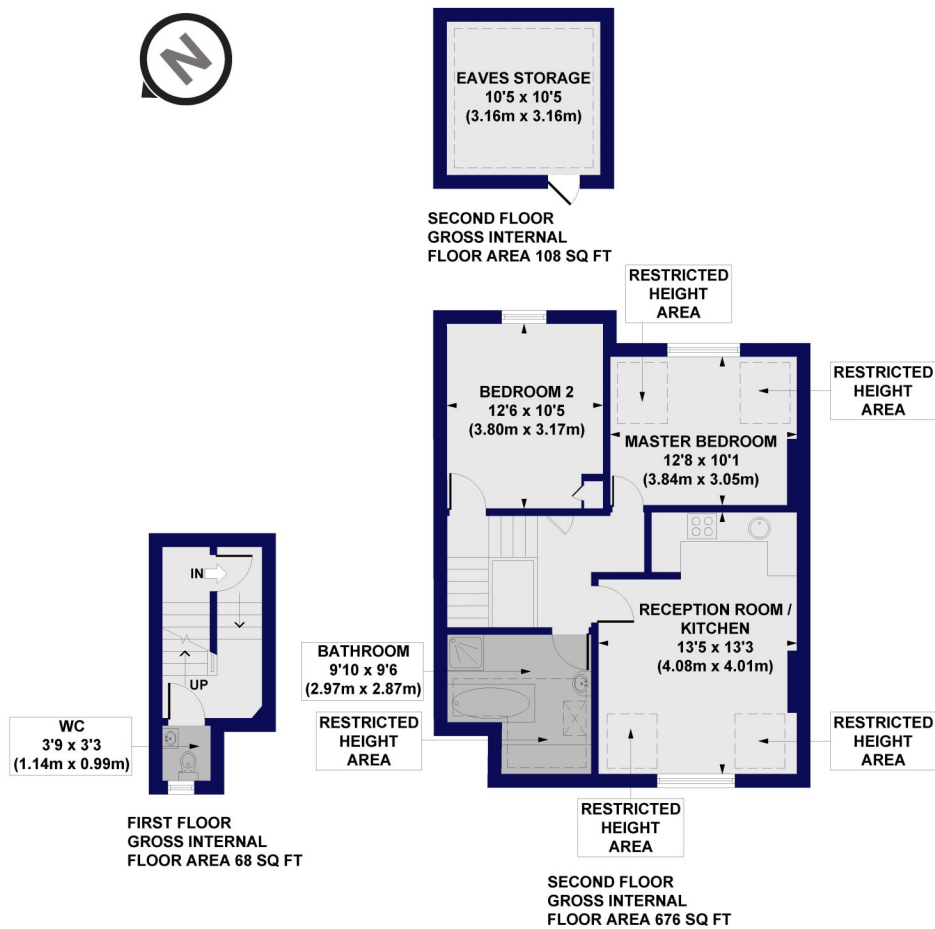 N
EAVES STORAGE
10'5 x 10'5
(3.16m x 3.16m)
SECOND FLOOR
GROSS INTERNAL
FLOOR AREA 108 SQ FT
RESTRICTED
HEIGHT
AREA
RESTRICTED
HEIGHT
AREA
BEDROOM 2
12'6 x 10'5
(3.80m x 3.17m)
MASTER BEDROOM
12'8 x 10'1
(3.84m x 3.05m)
IN
UP
RECEPTION ROOM /
KITCHEN
13'5 x 13'3
(4.08m x 4.01m)
BATHROOM
9'10 x 9'6
(2.97m x 2.87m)
RESTRICTED
HEIGHT
AREA
WC
3'9 x 3'3
(1.14m x 0.99m)
RESTRICTED
HEIGHT
AREA
RESTRICTED
HEIGHT
AREA
FIRST FLOOR
GROSS INTERNAL
FLOOR AREA 68 SQ FT
SECOND FLOOR
GROSS INTERNAL
FLOOR AREA 676 SQ FT